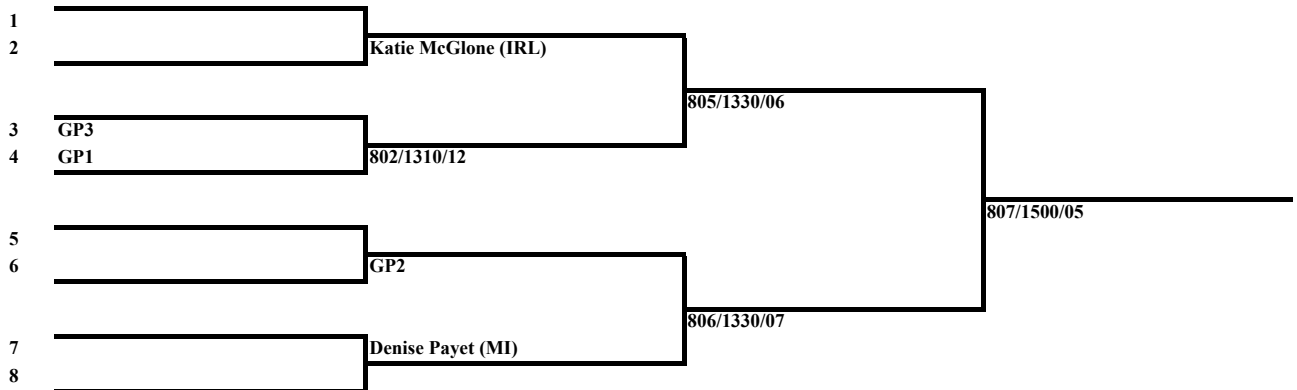 1
2
Katie McGlone (IRL)
805/1330/06
3 GP3
4 GP1
802/1310/12
807/1500/05
5
6
GP2
806/1330/07
7
Denise Payet (MI)
8